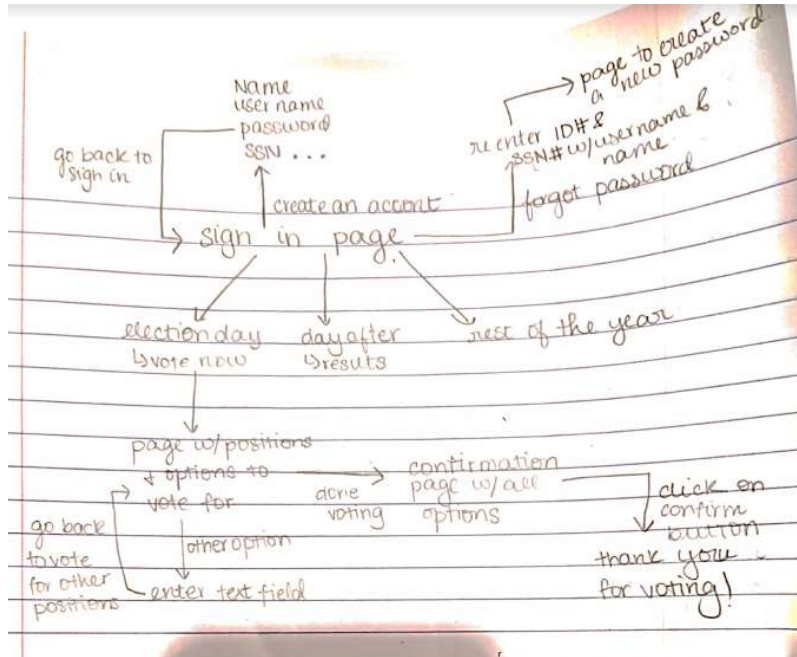 Name
user name
password
SSN ...
go back to
sign in
create an accont
sign in page
page to create
a new password
re enter ID# &
SSN# w/username &
name
forgot password
election day
↳vote now
day after
↳resuts
rest of the year
page w/positions
+ options to
vote for
done
voting
confirmation
page w/all
options
click on
confirm
button
thank you
for voting!
other option
enter text field
go back
to vote
for other
positions